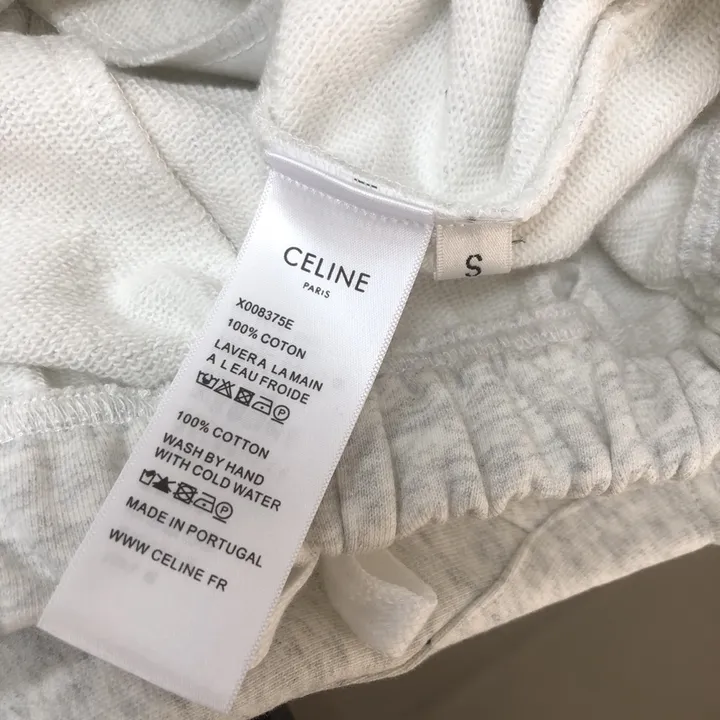 CELINE
PARIS
X008375E
100% COTON
LAVER A LA MAIN
A L EAU FROIDE
P
100% COTTON
WASH BY HAND
WITH COLD WATER
P
MADE IN PORTUGAL
WWW CELINE FR
S